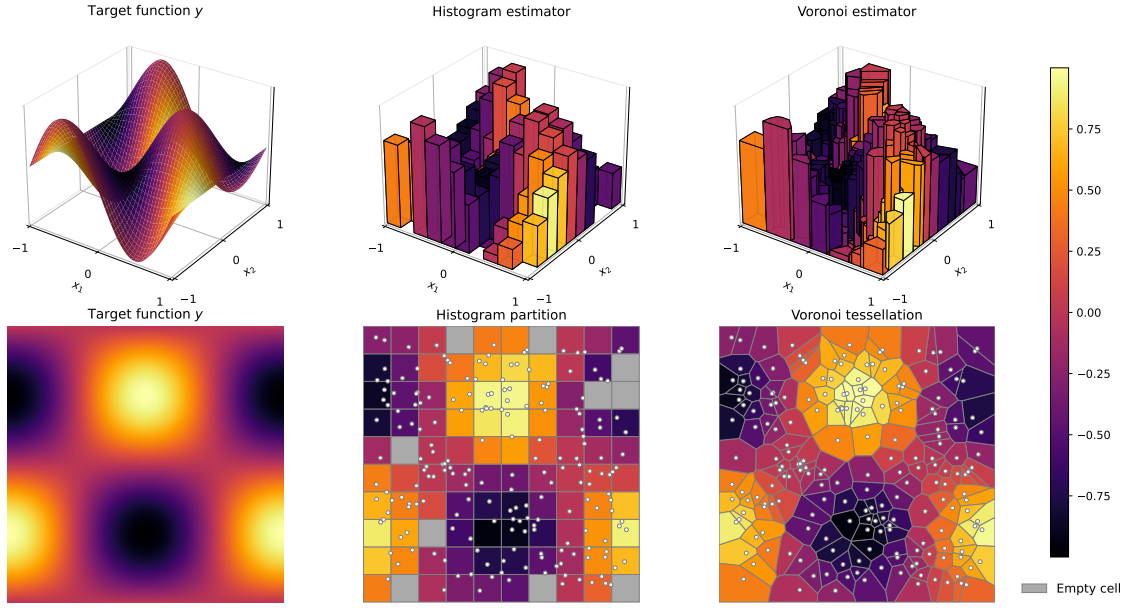 Target function y
Histogram estimator
Voronoi estimator
−1
0
1
x₁
−1
0
1
x₂
−1
0
1
x₁
−1
0
1
x₂
−1
0
1
x₁
−1
0
1
x₂
0.75
0.50
0.25
0.00
−0.25
−0.50
−0.75
Target function y
Histogram partition
Voronoi tessellation
Empty cell